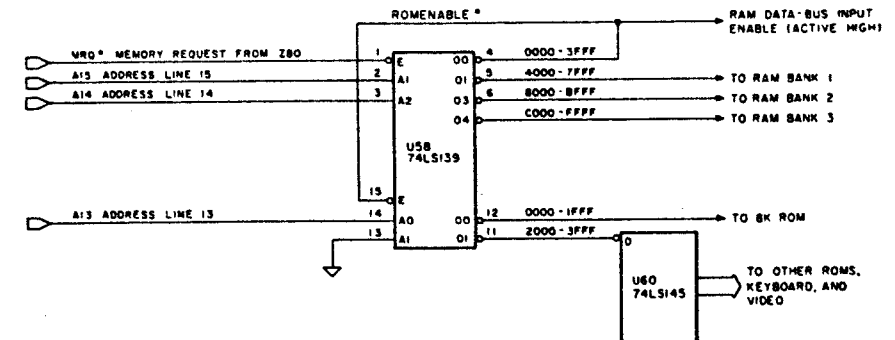 ROMENABLE*
RAM DATA-BUS INPUT
ENABLE (ACTIVE HIGH)
MRQ* MEMORY REQUEST FROM Z80
1
E
00
4
0000-3FFF
A15 ADDRESS LINE 15
2
A1
01
5
4000-7FFF
TO RAM BANK 1
A14 ADDRESS LINE 14
3
A2
03
6
8000-BFFF
TO RAM BANK 2
04
C000-FFFF
TO RAM BANK 3
U58
74LS139
15
E
A13 ADDRESS LINE 13
14
A0
00
12
0000-1FFF
TO 8K ROM
13
A1
01
11
2000-3FFF
0
U60
74LS145
TO OTHER ROMS,
KEYBOARD, AND
VIDEO